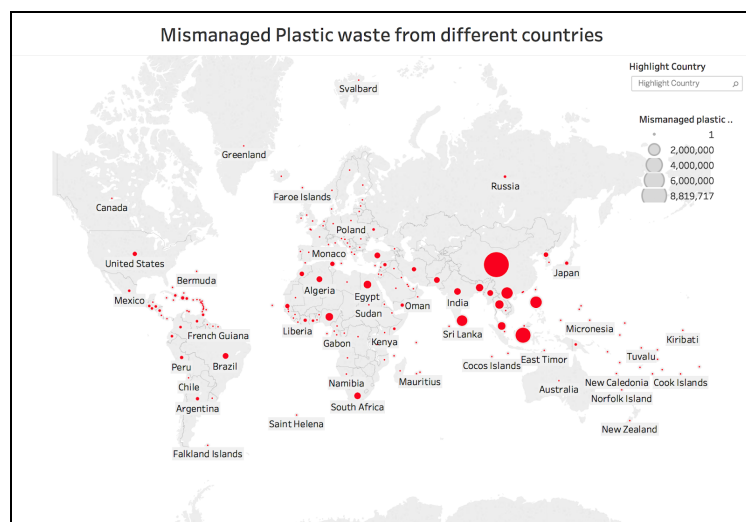 Mismanaged Plastic waste from different countries
Highlight Country
Highlight Country
Mismanaged plastic ..
1
2,000,000
4,000,000
6,000,000
8,819,717
Svalbard
Greenland
Russia
Faroe Islands
Canada
Poland
United States
Monaco
Japan
Bermuda
Algeria
Egypt
Oman
India
Mexico
Sudan
Liberia
Micronesia
French Guiana
Gabon
Kenya
Sri Lanka
Kiribati
Peru
Brazil
Cocos Islands
East Timor
Tuvalu
Chile
Namibia
Mauritius
Australia
New Caledonia
Cook Islands
Argentina
South Africa
Norfolk Island
Saint Helena
New Zealand
Falkland Islands